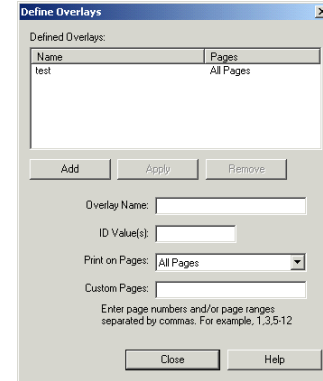 Define Overlays
Defined Overlays:
Name Pages
test All Pages
Add Apply Remove
Overlay Name:
ID Value(s):
Print on Pages: All Pages
Custom Pages:
Enter page numbers and/or page ranges
separated by commas. For example, 1,3,5-12
Close Help